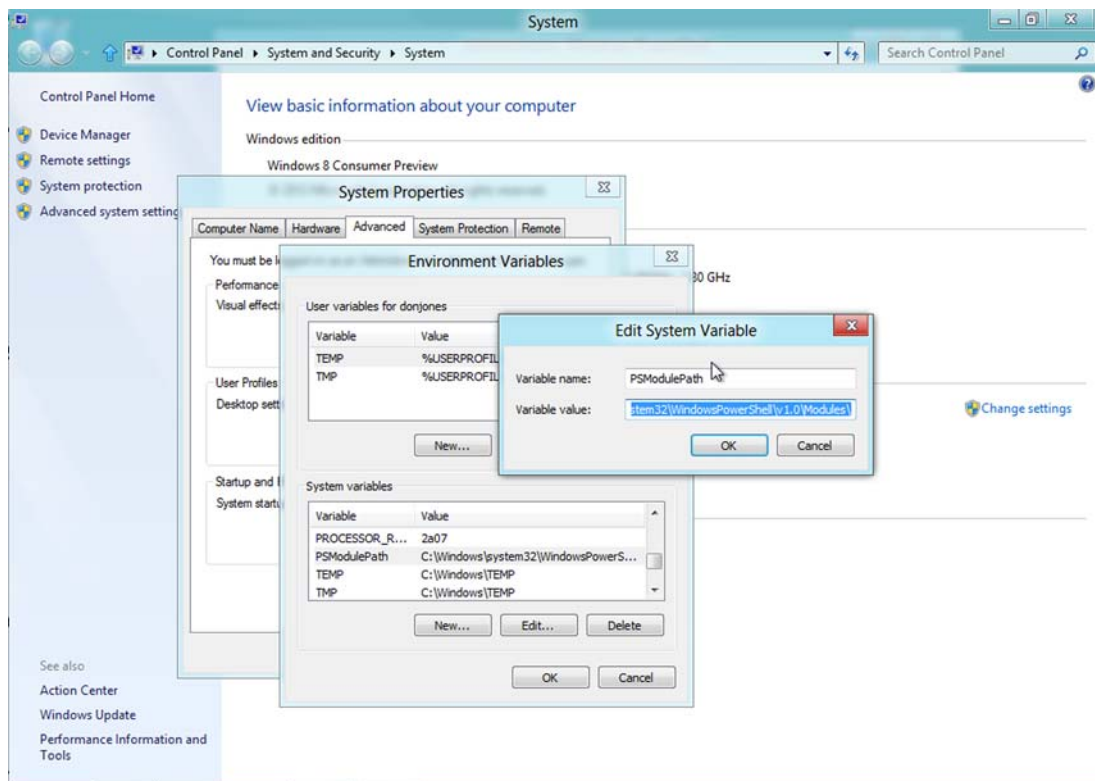 System
Control Panel ▸ System and Security ▸ System
Search Control Panel
Control Panel Home
Device Manager
Remote settings
System protection
Advanced system setting
View basic information about your computer
Windows edition
Windows 8 Consumer Preview
30 GHz
Change settings
See also
Action Center
Windows Update
Performance Information and
Tools
System Properties
Computer Name Hardware Advanced System Protection Remote
You must be
Performance
Visual effect
User Profiles
Desktop sett
Startup and
System start
Environment Variables
User variables for donjones
Variable Value
TEMP %USERPROFIL
TMP %USERPROFIL
New...
System variables
Variable Value
PROCESSOR_R... 2a07
PSModulePath C:\Windows\system32\WindowsPowerS...
TEMP C:\Windows\TEMP
TMP C:\Windows\TEMP
New... Edit... Delete
OK Cancel
Edit System Variable
Variable name: PSModulePath
Variable value: stem32\WindowsPowerShell\v1.0\Modules\
OK Cancel